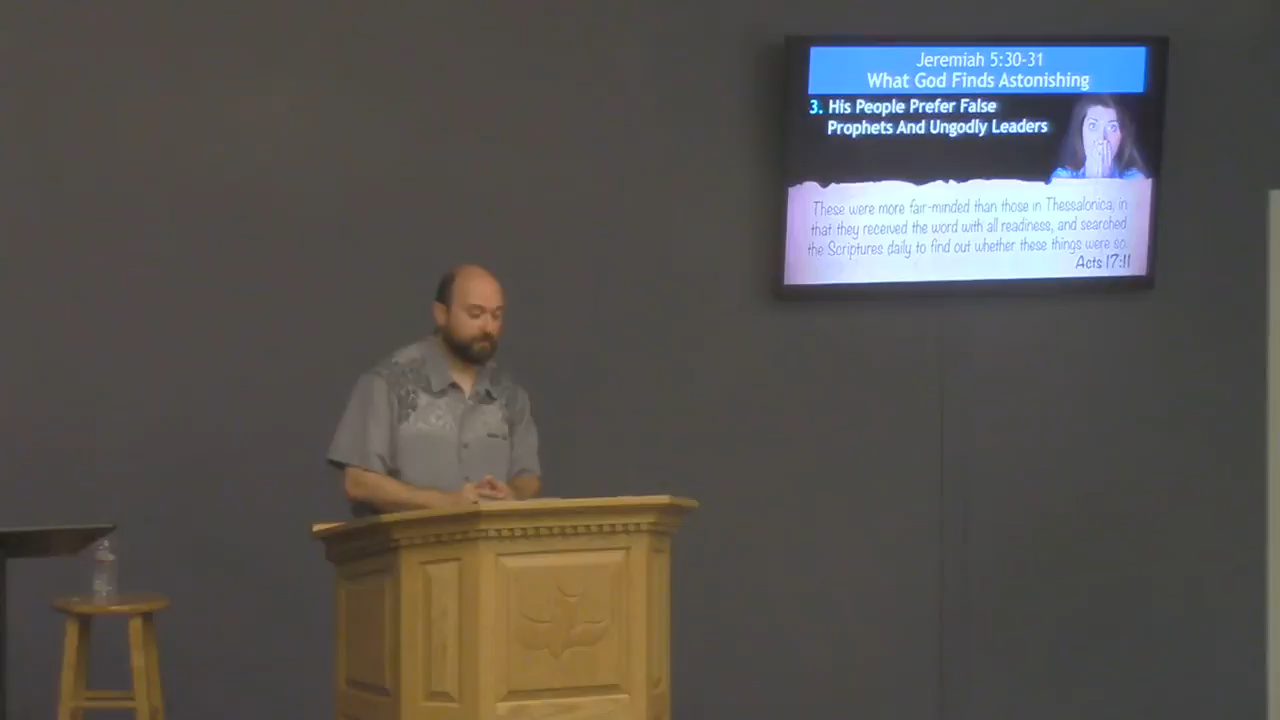 Jeremiah 5:30-31
What God Finds Astonishing
3. His People Prefer False
Prophets And Ungodly Leaders
These were more fair-minded than those in Thessalonica, in
that they received the word with all readiness, and searched
the Scriptures daily to find out whether these things were so.
Acts 17:11